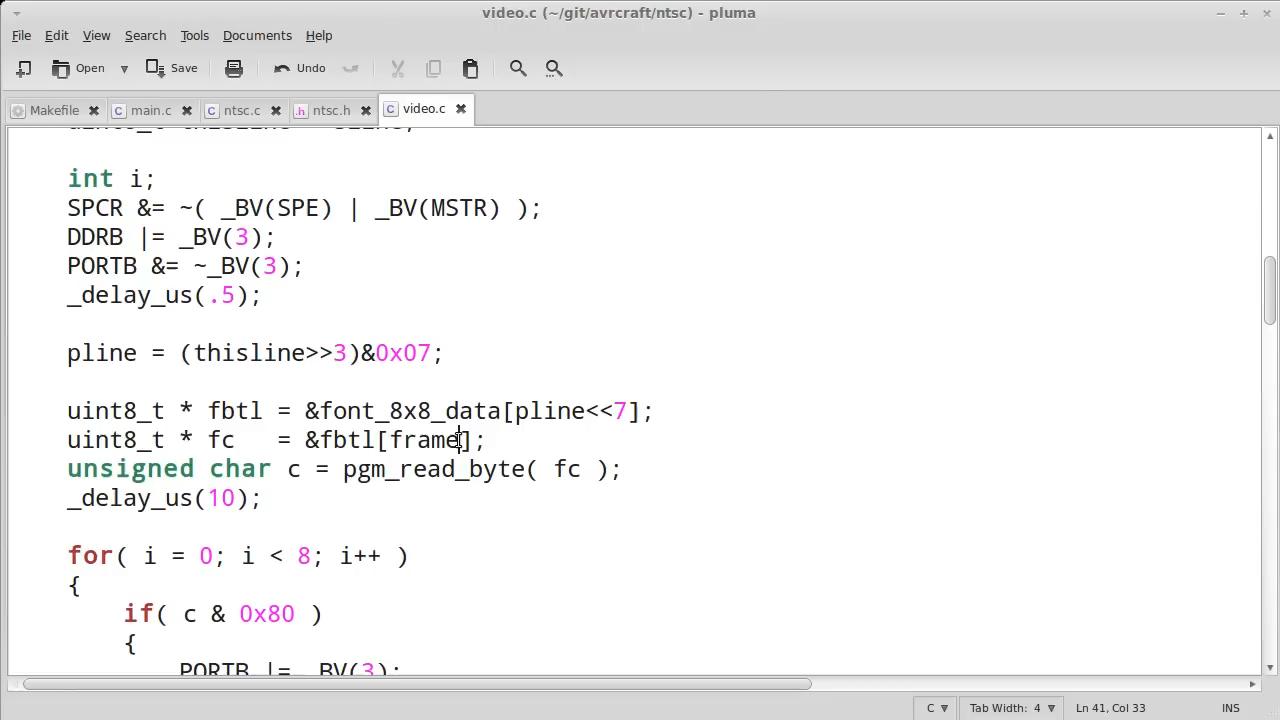 video.c (~/git/avrcraft/ntsc) - pluma
File Edit View Search Tools Documents Help
Open Save Undo
Makefile main.c ntsc.c ntsc.h video.c
int i;
SPCR &= ~( _BV(SPE) | _BV(MSTR) );
DDRB |= _BV(3);
PORTB &= ~_BV(3);
_delay_us(.5);
pline = (thisline>>3)&0x07;
uint8_t * fbtl = &font_8x8_data[pline<<7];
uint8_t * fc   = &fbtl[frame];
unsigned char c = pgm_read_byte( fc );
_delay_us(10);
for( i = 0; i < 8; i++ )
{
if( c & 0x80 )
{
PORTB |= _BV(3);
C Tab Width: 4 Ln 41, Col 33 INS